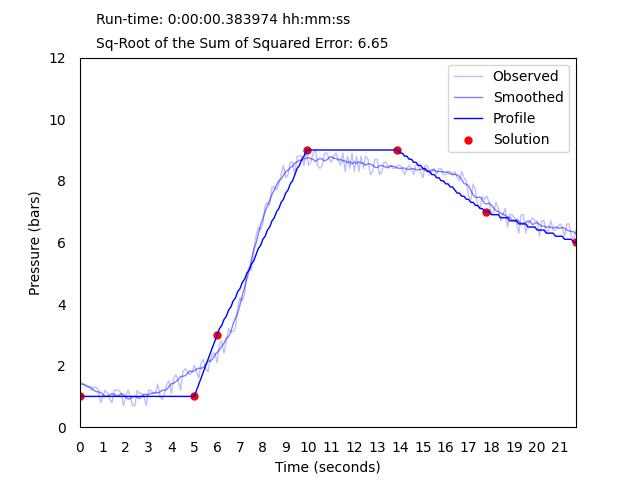 Run-time: 0:00:00.383974 hh:mm:ss
Sq-Root of the Sum of Squared Error: 6.65
12
10
8
6
4
2
0
Pressure (bars)
Observed
Smoothed
Profile
Solution
0 1 2 3 4 5 6 7 8 9 10 11 12 13 14 15 16 17 18 19 20 21
Time (seconds)